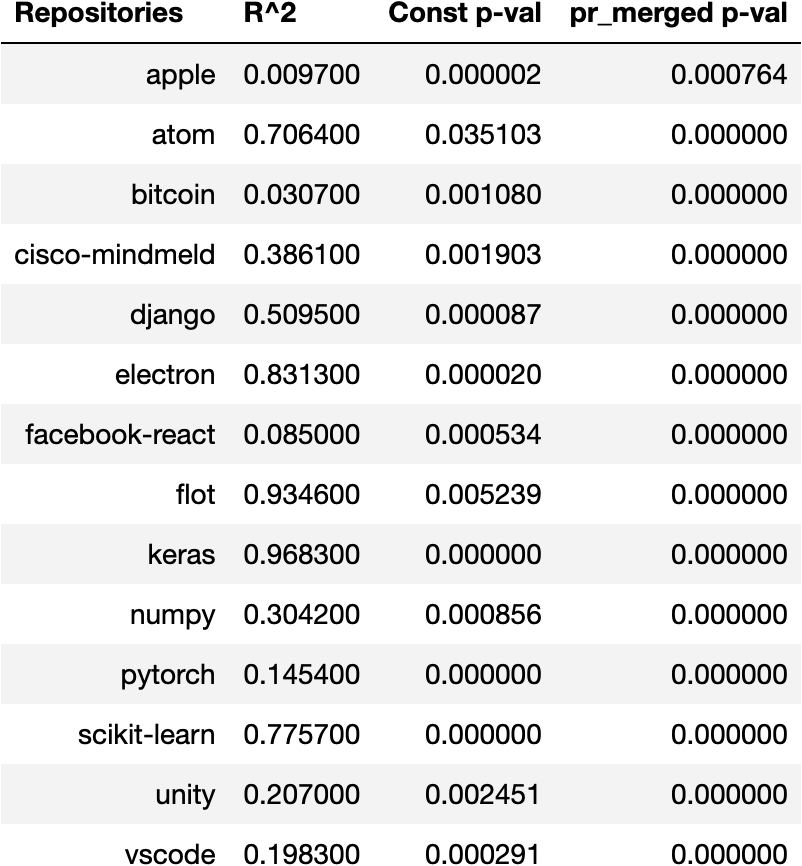 Repositories R^2 Const p-val pr_merged p-val
apple 0.009700 0.000002 0.000764
atom 0.706400 0.035103 0.000000
bitcoin 0.030700 0.001080 0.000000
cisco-mindmeld 0.386100 0.001903 0.000000
django 0.509500 0.000087 0.000000
electron 0.831300 0.000020 0.000000
facebook-react 0.085000 0.000534 0.000000
flot 0.934600 0.005239 0.000000
keras 0.968300 0.000000 0.000000
numpy 0.304200 0.000856 0.000000
pytorch 0.145400 0.000000 0.000000
scikit-learn 0.775700 0.000000 0.000000
unity 0.207000 0.002451 0.000000
vscode 0.198300 0.000291 0.000000